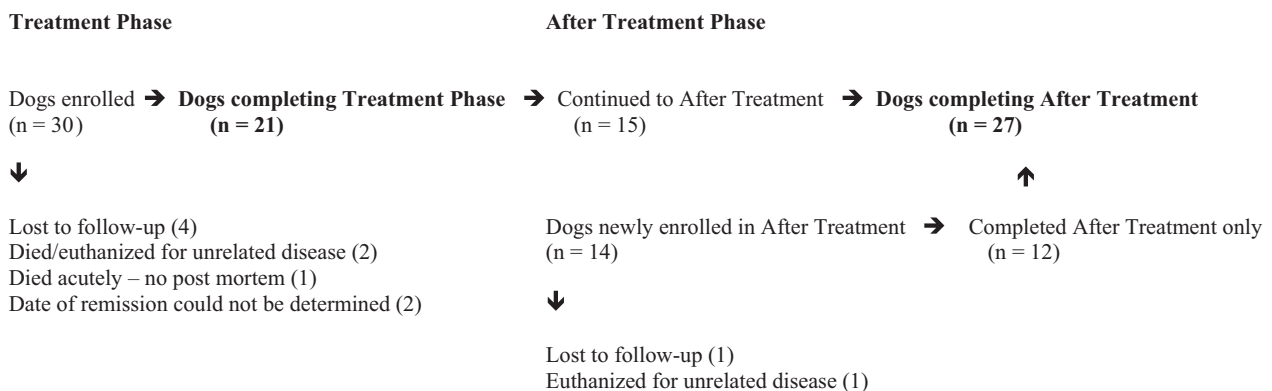 Treatment Phase After Treatment Phase
Dogs enrolled ➔ Dogs completing Treatment Phase ➔ Continued to After Treatment ➔ Dogs completing After Treatment
(n = 30) (n = 21) (n = 15) (n = 27)
Lost to follow-up (4)
Died/euthanized for unrelated disease (2)
Died acutely – no post mortem (1)
Date of remission could not be determined (2)
Dogs newly enrolled in After Treatment ➔ Completed After Treatment only
(n = 14) (n = 12)
Lost to follow-up (1)
Euthanized for unrelated disease (1)